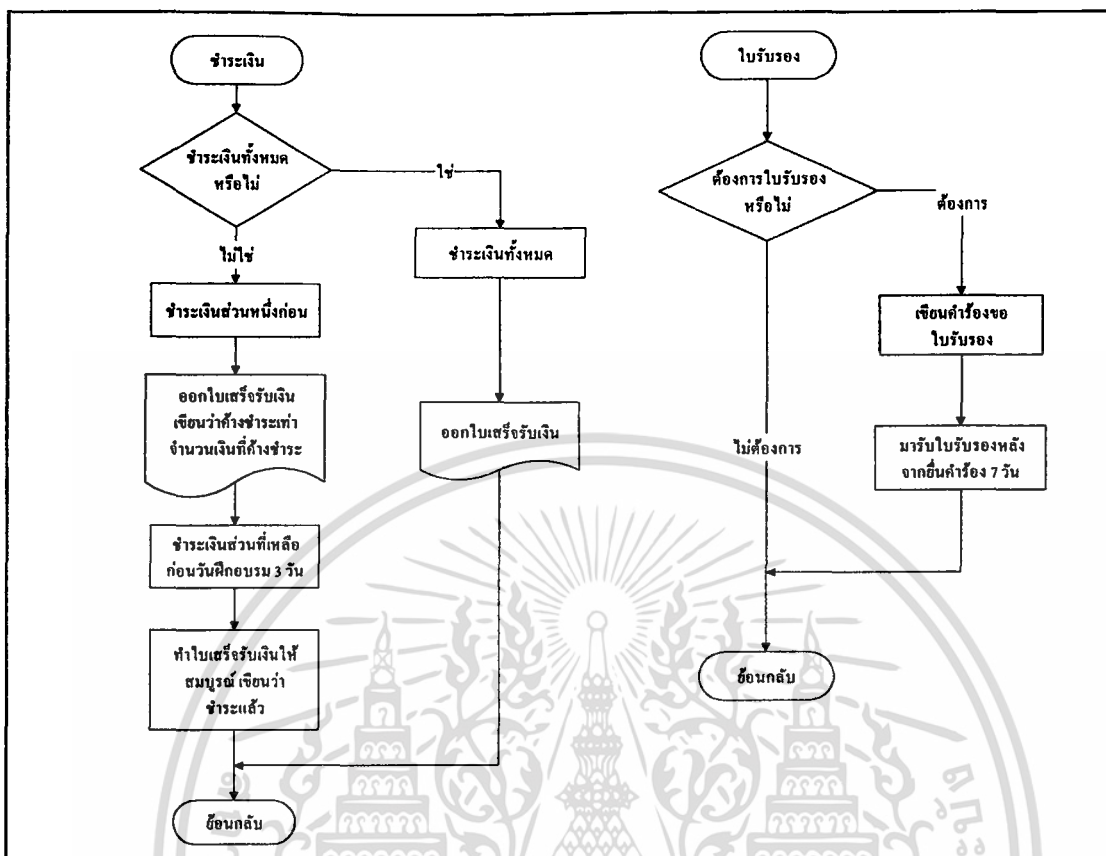 ชำระเงิน
ชำระเงินทั้งหมด
หรือไม่
ใช่
ไม่ใช่
ชำระเงินทั้งหมด
ชำระเงินส่วนหนึ่งก่อน
ออกใบเสร็จรับเงิน
เขียนว่าค้างชำระเท่า
จำนวนเงินที่ค้างชำระ
ออกใบเสร็จรับเงิน
ชำระเงินส่วนที่เหลือ
ก่อนวันฝึกอบรม 3 วัน
ทำใบเสร็จรับเงินให้
สมบูรณ์ เขียนว่า
ชำระแล้ว
ย้อนกลับ
ใบรับรอง
ต้องการใบรับรอง
หรือไม่
ต้องการ
ไม่ต้องการ
เขียนคำร้องขอ
ใบรับรอง
มารับใบรับรองหลัง
จากยื่นคำร้อง 7 วัน
ย้อนกลับ